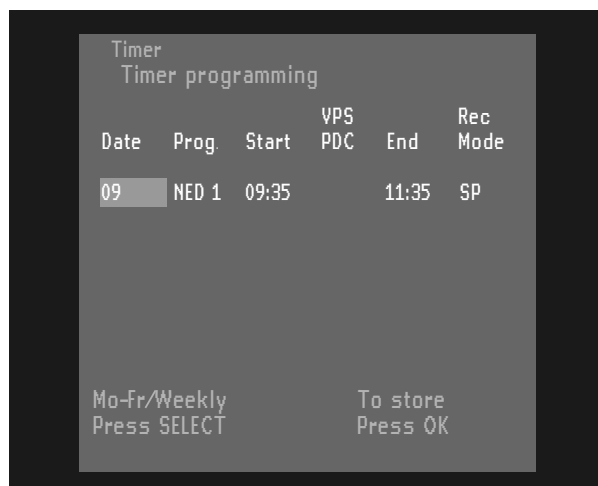 Timer
Timer programming
VPS Rec
Date Prog. Start PDC End Mode
09 NED 1 09:35 11:35 SP
Mo-Fr/Weekly To store
Press SELECT Press OK